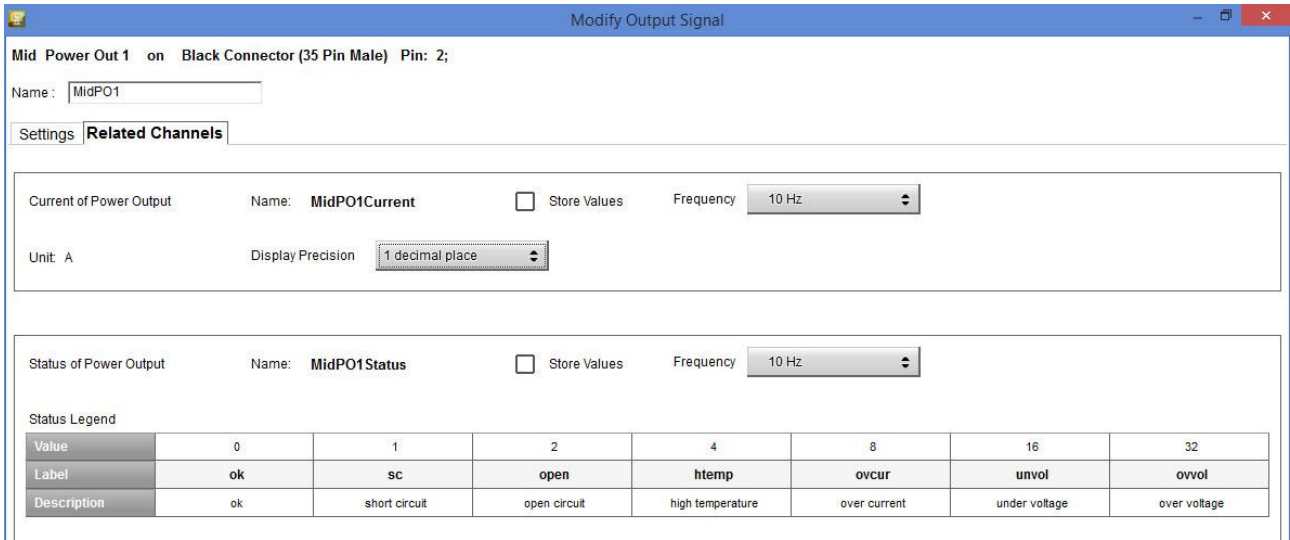 Modify Output Signal
Mid Power Out 1 on Black Connector (35 Pin Male) Pin: 2;
Name : MidPO1
Settings Related Channels
Current of Power Output Name: MidPO1Current Store Values Frequency 10 Hz
Unit: A Display Precision 1 decimal place
Status of Power Output Name: MidPO1Status Store Values Frequency 10 Hz
Status Legend
Value 0 1 2 4 8 16 32
Label ok sc open htemp ovcur unvol ovvol
Description ok short circuit open circuit high temperature over current under voltage over voltage